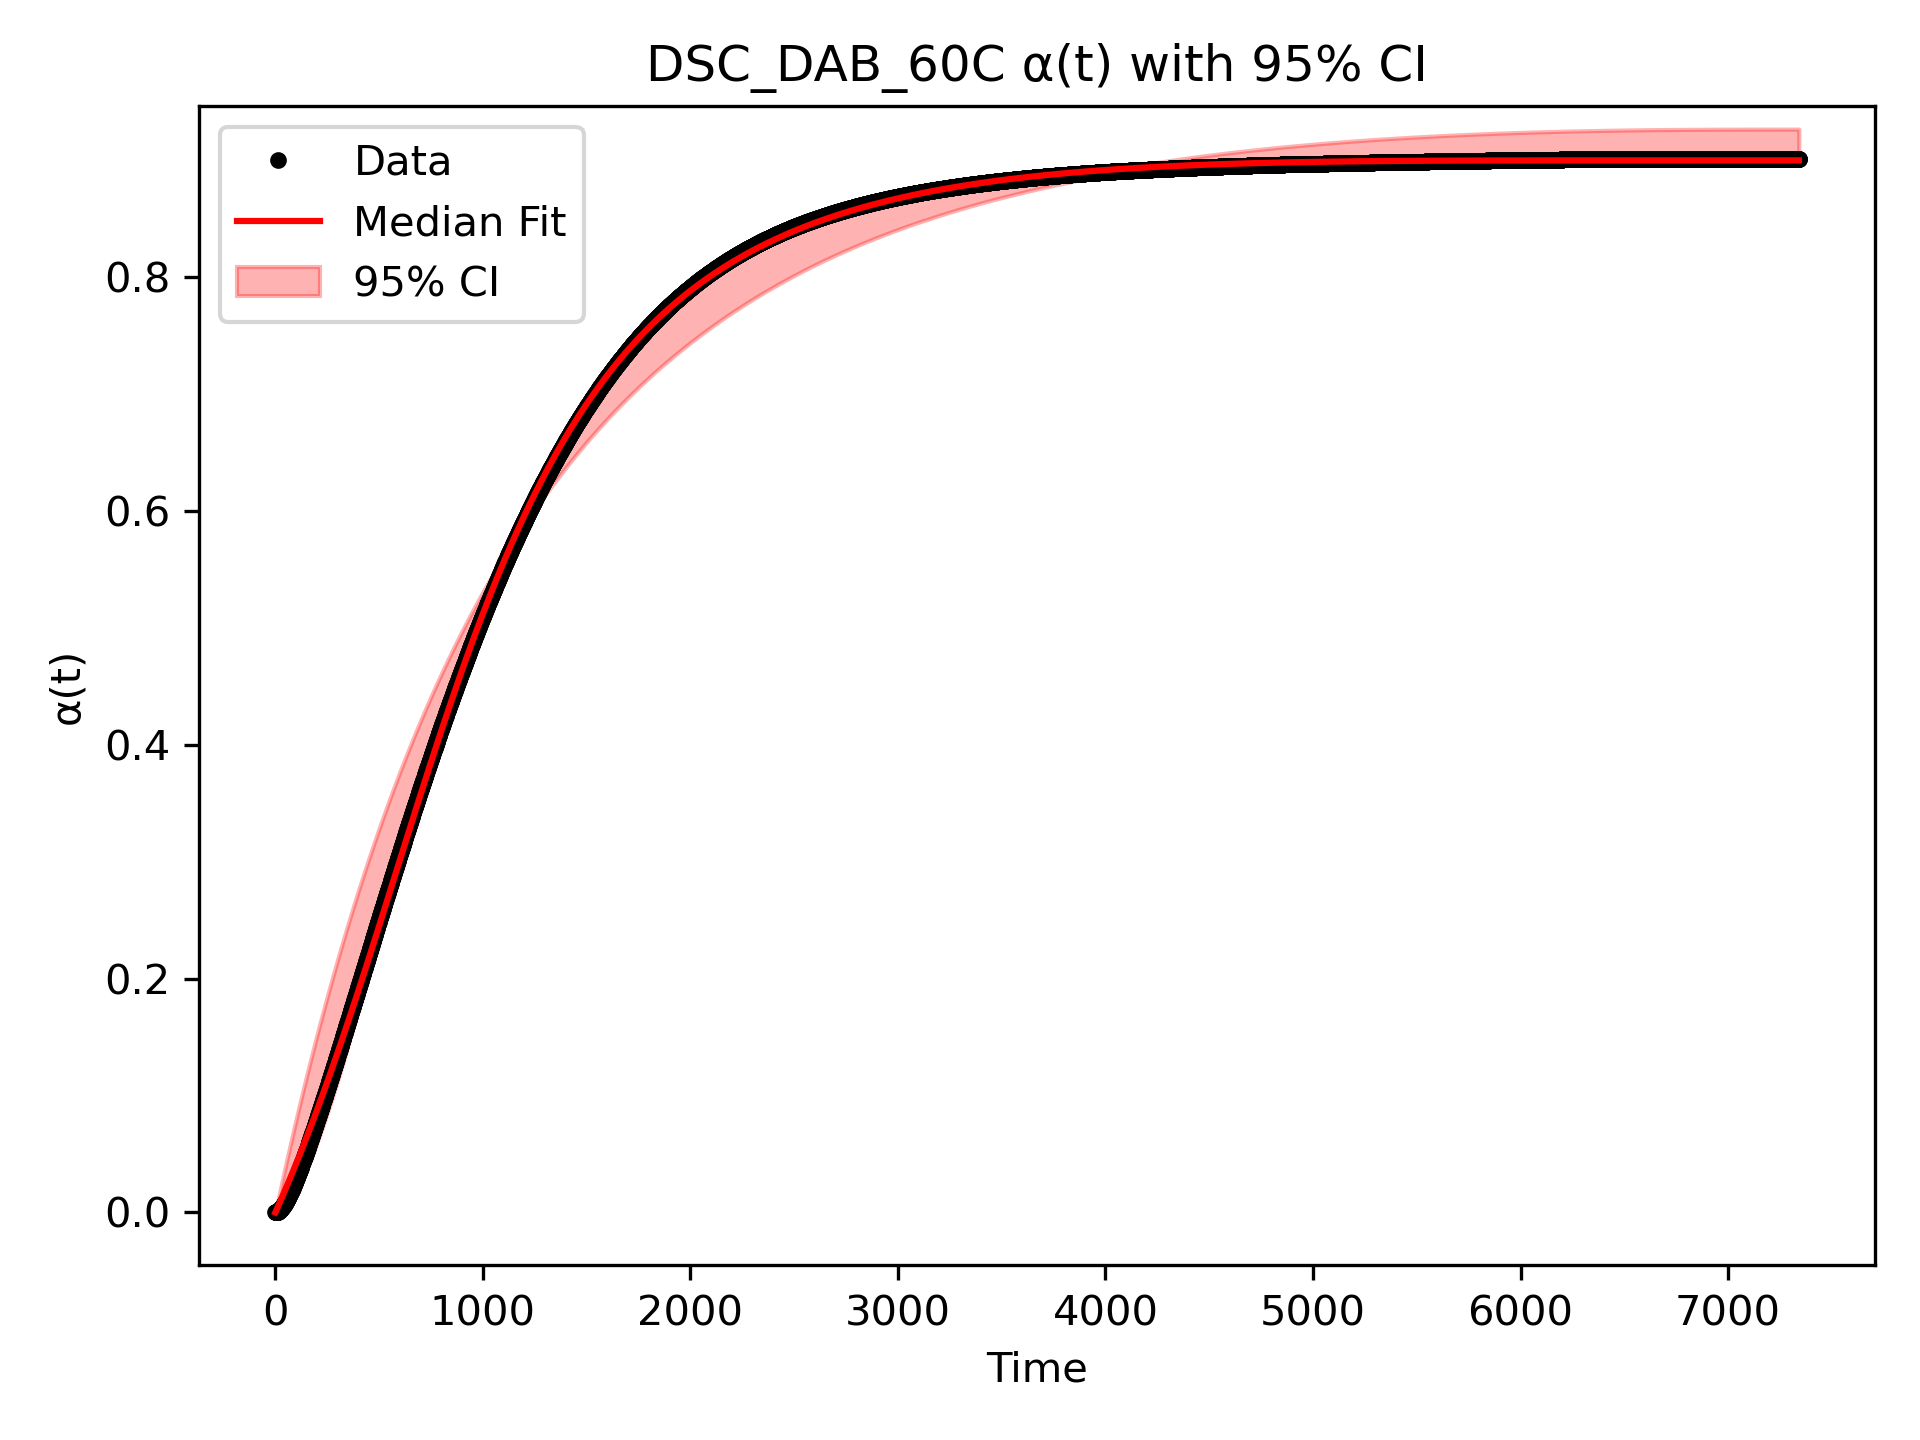 DSC_DAB_60C α(t) with 95% CI
Data
Median Fit
95% CI
α(t)
0.8
0.6
0.4
0.2
0.0
0 1000 2000 3000 4000 5000 6000 7000
Time